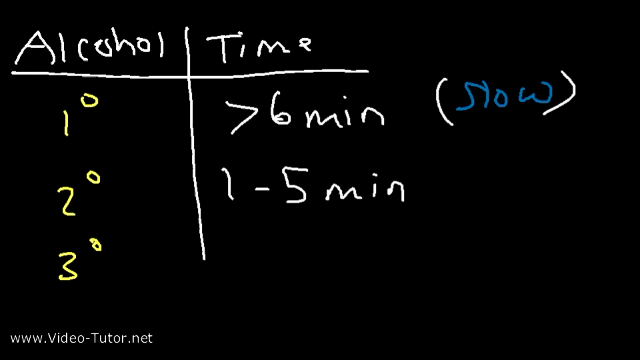 Alcohol Time
1° >6 min (slow)
2° 1-5 min
3°
www.Video-Tutor.net